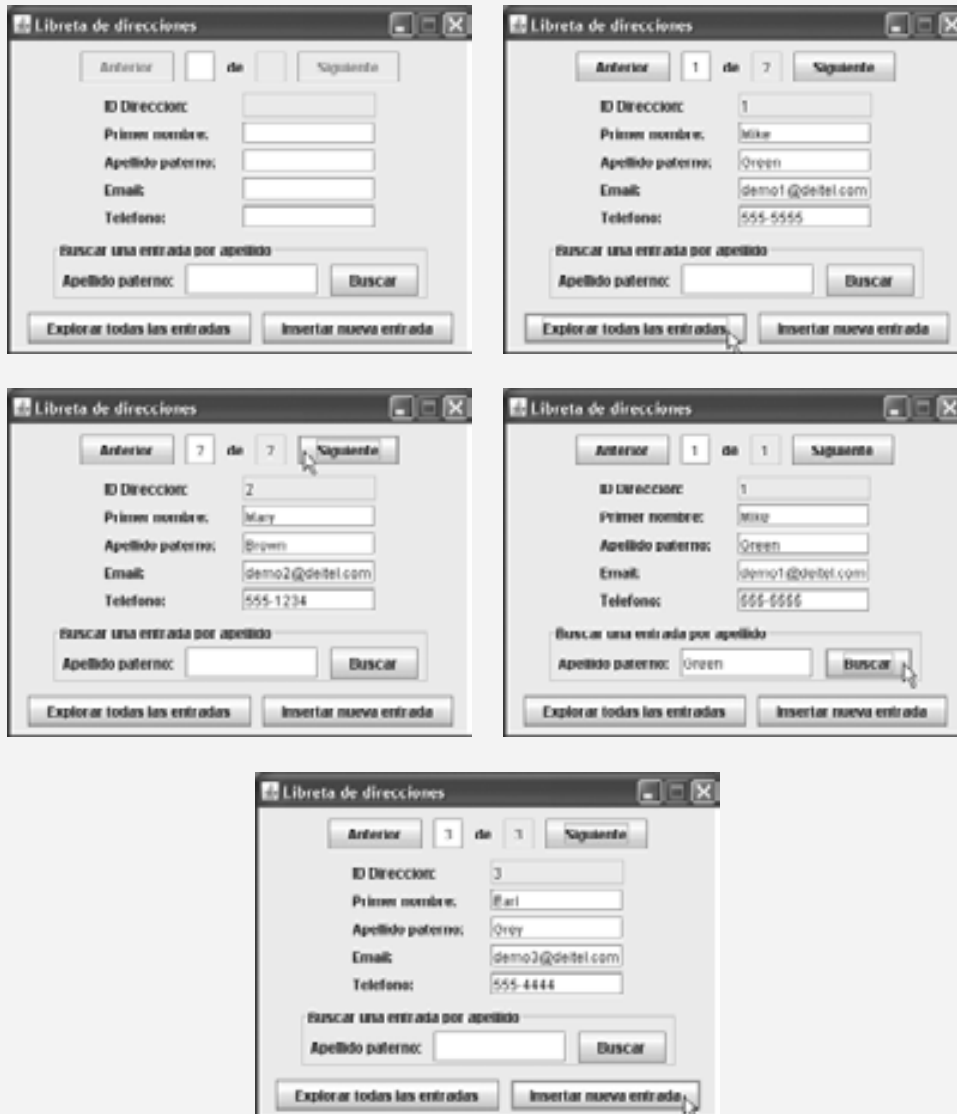 Libreta de direcciones
Anterior de Siguiente
ID Direccion:
Primer nombre:
Apellido paterno:
Email:
Telefono:
Buscar una entrada por apellido
Apellido paterno: Buscar
Explorar todas las entradas Insertar nueva entrada
Libreta de direcciones
Anterior 1 de 2 Siguiente
ID Direccion: 1
Primer nombre: Mike
Apellido paterno: Green
Email: demo1@deitel.com
Telefono: 555-5555
Buscar una entrada por apellido
Apellido paterno: Buscar
Explorar todas las entradas Insertar nueva entrada
Libreta de direcciones
Anterior 2 de 2 Siguiente
ID Direccion: 2
Primer nombre: Mary
Apellido paterno: Brown
Email: demo2@deitel.com
Telefono: 555-1234
Buscar una entrada por apellido
Apellido paterno: Buscar
Explorar todas las entradas Insertar nueva entrada
Libreta de direcciones
Anterior 1 de 1 Siguiente
ID Direccion: 1
Primer nombre: Mike
Apellido paterno: Green
Email: demo1@deitel.com
Telefono: 555-5555
Buscar una entrada por apellido
Apellido paterno: Green Buscar
Explorar todas las entradas Insertar nueva entrada
Libreta de direcciones
Anterior 3 de 3 Siguiente
ID Direccion: 3
Primer nombre: Earl
Apellido paterno: Grey
Email: demo3@deitel.com
Telefono: 555-4444
Buscar una entrada por apellido
Apellido paterno: Buscar
Explorar todas las entradas Insertar nueva entrada